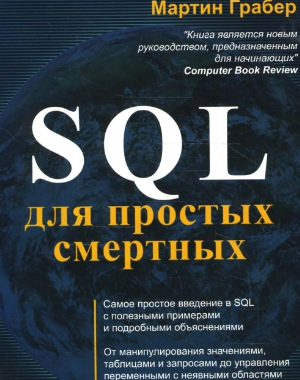 Мартин Грабер
"Книга является новым
руководством, предназначенным
для начинающих"
Computer Book Review
SQL
для простых
смертных
Самое простое введение в SQL
с полезными примерами
и подробными объяснениями
От манипулирования значениями,
таблицами и запросами до управления
переменными с неявными областями